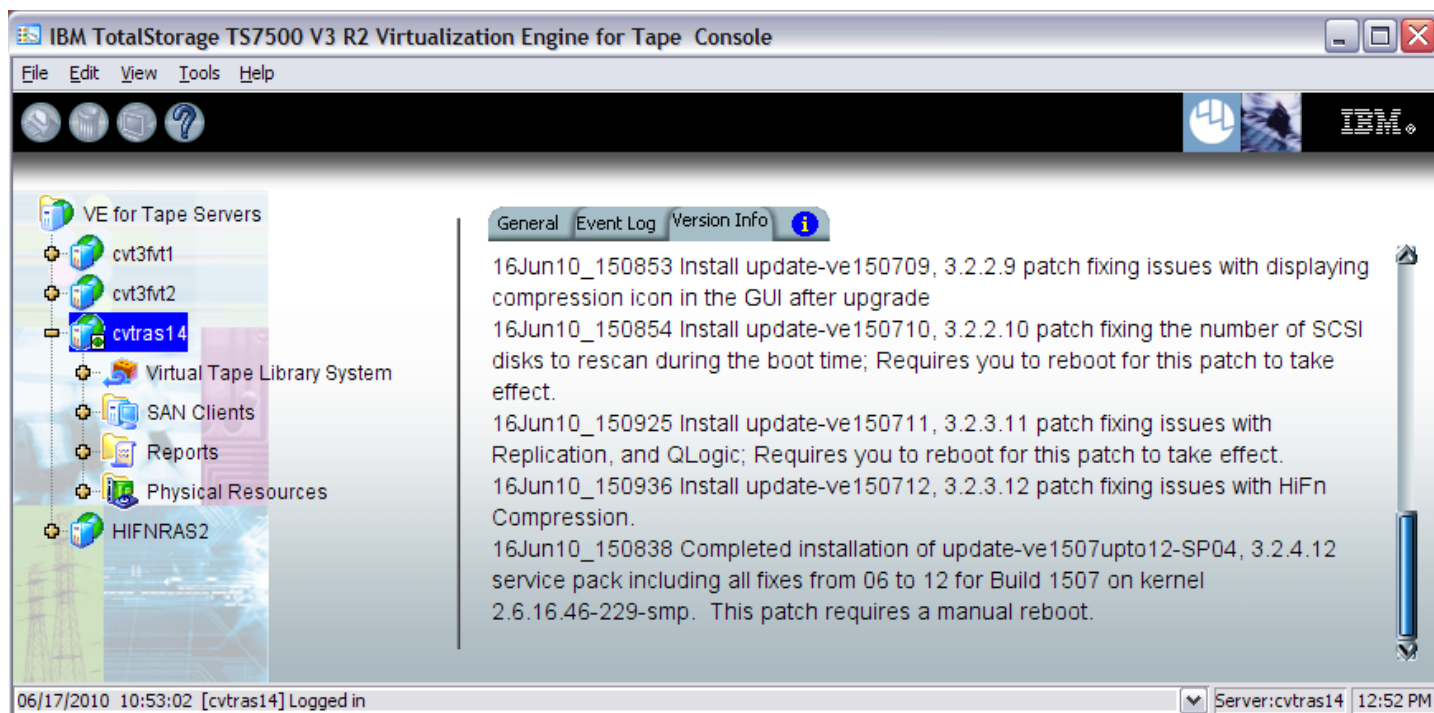 IBM TotalStorage TS7500 V3 R2 Virtualization Engine for Tape  Console
File Edit View Tools Help
IBM
VE for Tape Servers
cvt3fvt1
cvt3fvt2
cvtras14
Virtual Tape Library System
SAN Clients
Reports
Physical Resources
HIFNRAS2
General Event Log Version Info
16Jun10_150853 Install update-ve150709, 3.2.2.9 patch fixing issues with displaying
compression icon in the GUI after upgrade
16Jun10_150854 Install update-ve150710, 3.2.2.10 patch fixing the number of SCSI
disks to rescan during the boot time; Requires you to reboot for this patch to take
effect.
16Jun10_150925 Install update-ve150711, 3.2.3.11 patch fixing issues with
Replication, and QLogic; Requires you to reboot for this patch to take effect.
16Jun10_150936 Install update-ve150712, 3.2.3.12 patch fixing issues with HiFn
Compression.
16Jun10_150838 Completed installation of update-ve1507upto12-SP04, 3.2.4.12
service pack including all fixes from 06 to 12 for Build 1507 on kernel
2.6.16.46-229-smp.  This patch requires a manual reboot.
06/17/2010 10:53:02 [cvtras14] Logged in
Server:cvtras14 12:52 PM